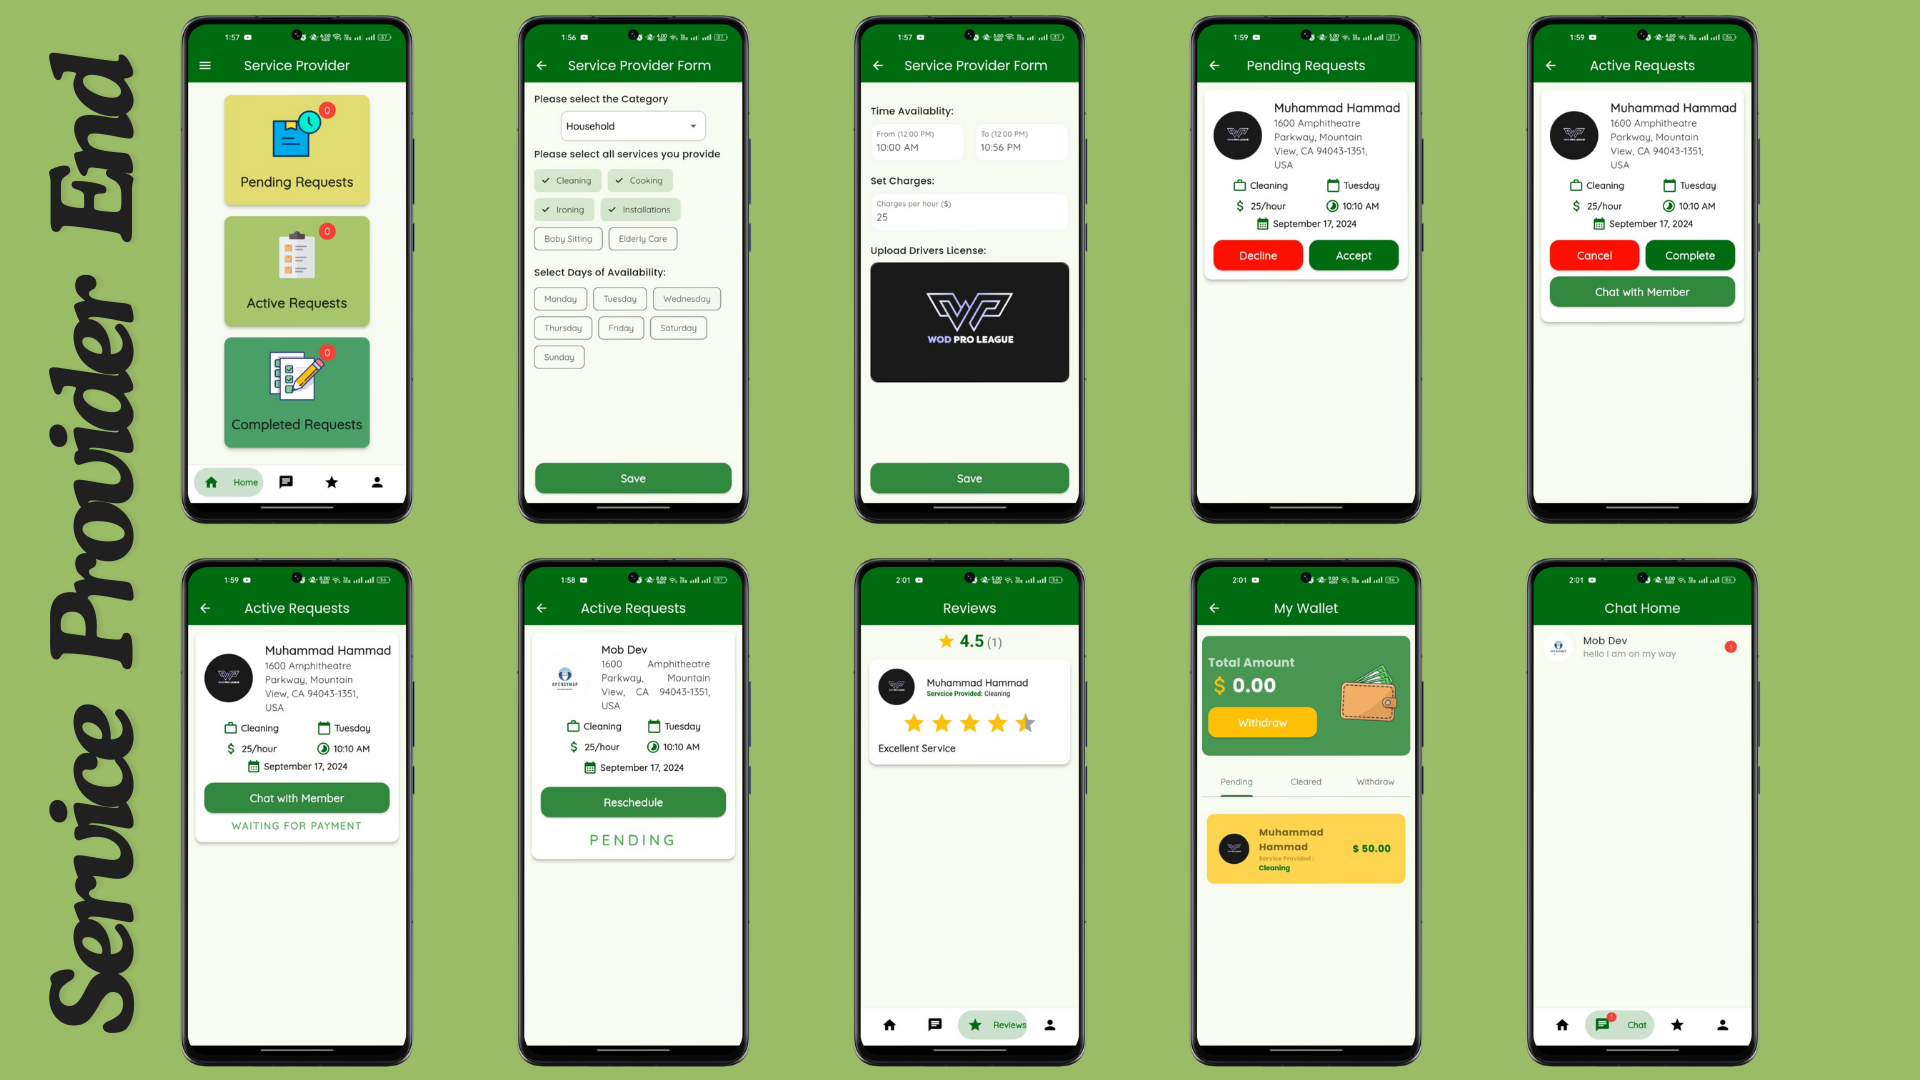 Service Provider End
1:57
Service Provider
0
Pending Requests
0
Active Requests
0
Completed Requests
Home
1:56
Service Provider Form
Please select the Category
Household
Please select all services you provide
Cleaning Cooking
Ironing Installations
Baby Sitting Elderly Care
Select Days of Availability:
Monday Tuesday Wednesday
Thursday Friday Saturday
Sunday
Save
1:57
Service Provider Form
Time Availablity:
From (12:00 PM) To (12:00 PM)
10:00 AM 10:56 PM
Set Charges:
Charges per hour ($)
25
Upload Drivers License:
WOD PRO LEAGUE
Save
1:59
Pending Requests
Muhammad Hammad
1600 Amphitheatre
Parkway, Mountain
View, CA 94043-1351,
USA
Cleaning Tuesday
$ 25/hour 10:10 AM
September 17, 2024
Decline Accept
1:59
Active Requests
Muhammad Hammad
1600 Amphitheatre
Parkway, Mountain
View, CA 94043-1351,
USA
Cleaning Tuesday
$ 25/hour 10:10 AM
September 17, 2024
Cancel Complete
Chat with Member
1:59
Active Requests
Muhammad Hammad
1600 Amphitheatre
Parkway, Mountain
View, CA 94043-1351,
USA
Cleaning Tuesday
$ 25/hour 10:10 AM
September 17, 2024
Chat with Member
WAITING FOR PAYMENT
1:58
Active Requests
Mob Dev
1600 Amphitheatre
Parkway, Mountain
View, CA 94043-1351,
USA
Cleaning Tuesday
$ 25/hour 10:10 AM
September 17, 2024
Reschedule
PENDING
2:01
Reviews
4.5 (1)
Muhammad Hammad
Servcice Provided: Cleaning
Excellent Service
Reviews
2:01
My Wallet
Total Amount
$ 0.00
Withdraw
Pending Cleared Withdraw
Muhammad
Hammad
Service Provided :
Cleaning
$ 50.00
2:01
Chat Home
Mob Dev
hello i am on my way
1
1
Chat